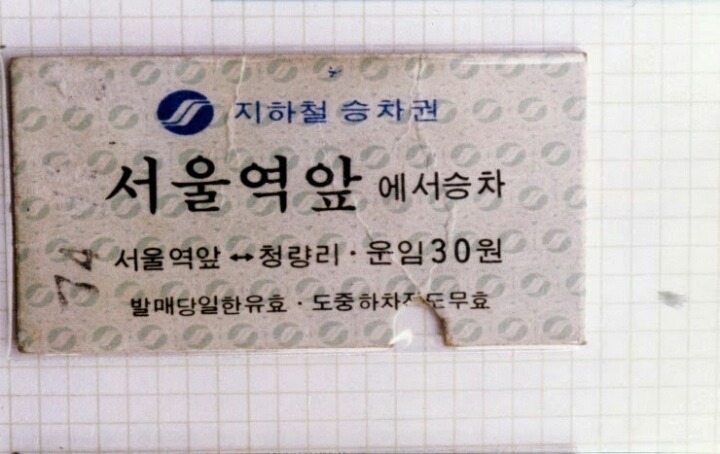 지하철 승차권
서울역앞 에서승차
서울역앞↔청량리·운임30원
발매당일한유효·도중하차전도무효
74